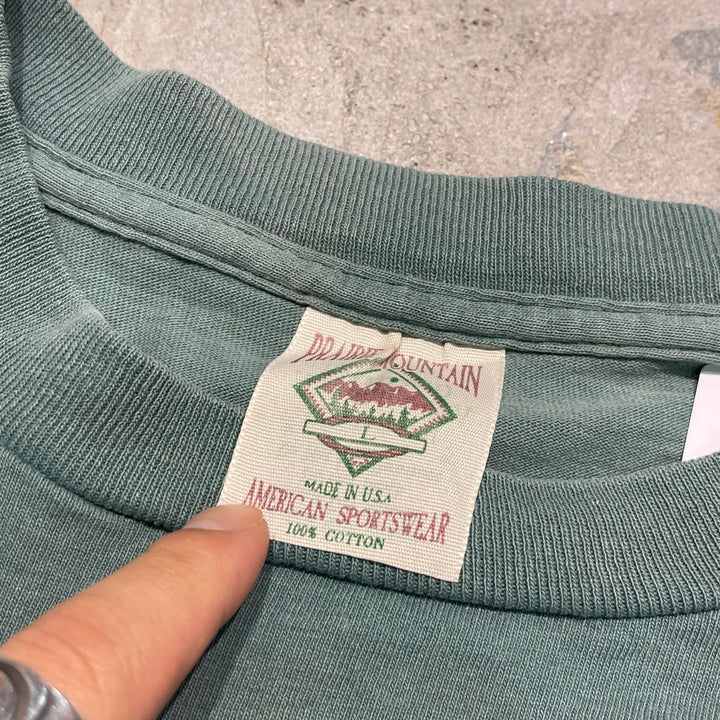 PRAIRIE MOUNTAIN
L
MADE IN U.S.A
AMERICAN SPORTSWEAR
100% COTTON